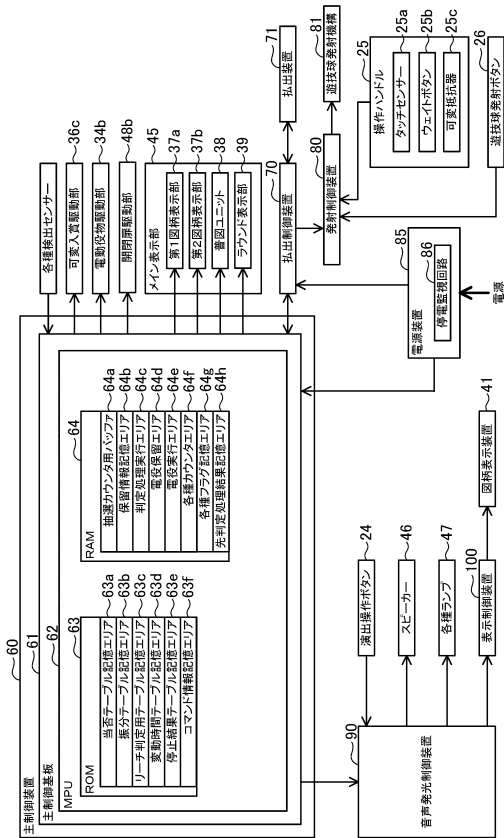 主制御装置
60
主制御基板
61
MPU
62
ROM
63
当否テーブル記憶エリア
63a
振分テーブル記憶エリア
63b
リーチ判定用テーブル記憶エリア
63c
変動時間テーブル記憶エリア
63d
停止結果テーブル記憶エリア
63e
コマンド情報記憶エリア
63f
RAM
64
抽選カウンタ用バッファ
64a
保留情報記憶エリア
64b
判定処理実行エリア
64c
電役保留エリア
64d
電役実行エリア
64e
各種カウンタエリア
64f
各種フラグ記憶エリア
64g
先判定処理結果記憶エリア
64h
各種検出センサー
可変入賞駆動部
36c
電動役物駆動部
34b
開閉扉駆動部
48b
メイン表示部
45
第1図柄表示部
37a
第2図柄表示部
37b
普図ユニット
38
ラウンド表示部
39
払出制御装置
70
払出装置
71
発射制御装置
80
遊技球発射機構
81
操作ハンドル
25
タッチセンサー
25a
ウェイトボタン
25b
可変抵抗器
25c
遊技球発射ボタン
26
電源装置
85
停電監視回路
86
電源
音声発光制御装置
90
演出操作ボタン
24
スピーカー
46
各種ランプ
47
表示制御装置
100
図柄表示装置
41